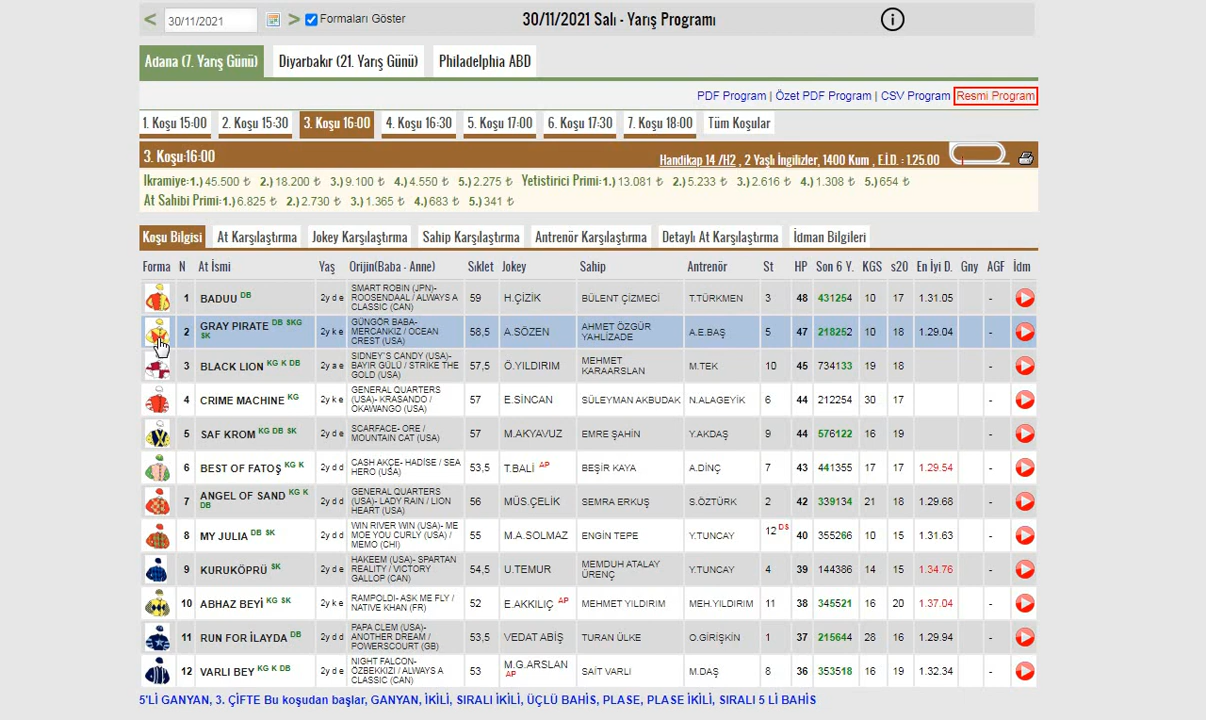 < 30/11/2021 > Formaları Göster 30/11/2021 Salı - Yarış Programı
Adana (7. Yarış Günü) Diyarbakır (21. Yarış Günü) Philadelphia ABD
PDF Program | Özet PDF Program | CSV Program Resmi Program
1. Koşu 15:00 2. Koşu 15:30 3. Koşu 16:00 4. Koşu 16:30 5. Koşu 17:00 6. Koşu 17:30 7. Koşu 18:00 Tüm Koşular
3. Koşu:16:00 Handikap 14 /H2 , 2 Yaşlı İngilizler, 1400 Kum , E.İ.D. : 1.25.00
Ikramiye:1.) 45.500 ₺ 2.) 18.200 ₺ 3.) 9.100 ₺ 4.) 4.550 ₺ 5.) 2.275 ₺ Yetistirici Primi:1.) 13.081 ₺ 2.) 5.233 ₺ 3.) 2.616 ₺ 4.) 1.308 ₺ 5.) 654 ₺
At Sahibi Primi:1.) 6.825 ₺ 2.) 2.730 ₺ 3.) 1.365 ₺ 4.) 683 ₺ 5.) 341 ₺
Koşu Bilgisi At Karşılaştırma Jokey Karşılaştırma Sahip Karşılaştırma Antrenör Karşılaştırma Detaylı At Karşılaştırma İdman Bilgileri
Forma N At İsmi Yaş Orijin(Baba - Anne) Sıklet Jokey Sahip Antrenör St HP Son 6 Y. KGS s20 En İyi D. Gny AGF İdm
1 BADUU DB 2y d e SMART ROBIN (JPN)- ROOSENDAAL / ALWAYS A CLASSIC (CAN) 59 H.ÇİZİK BÜLENT ÇİZMECİ T.TÜRKMEN 3 48 431254 10 17 1.31.05 -
2 GRAY PIRATE DB SKG SK 2y k e GÜNGÖR BABA- MERCANKIZ / OCEAN CREST (USA) 58,5 A.SÖZEN AHMET ÖZGÜR YAHLİZADE A.E.BAŞ 5 47 218252 10 18 1.29.04 -
3 BLACK LION KG K DB 2y a e SIDNEY'S CANDY (USA)- BAYIR GÜLÜ / STRIKE THE GOLD (USA) 57,5 Ö.YILDIRIM MEHMET KARAARSLAN M.TEK 10 45 734133 19 18 -
4 CRIME MACHINE KG 2y k e GENERAL QUARTERS (USA)- KRASANDO / OKAWANGO (USA) 57 E.SİNCAN SÜLEYMAN AKBUDAK N.ALAGEYİK 6 44 212254 30 17 -
5 SAF KROM KG DB SK 2y d e SCARFACE- ORE / MOUNTAIN CAT (USA) 57 M.AKYAVUZ EMRE ŞAHİN Y.AKDAŞ 9 44 576122 16 19 -
6 BEST OF FATOŞ KG K 2y d d CASH AKÇE- HADİSE / SEA HERO (USA) 53,5 T.BALİ AP BEŞİR KAYA A.DİNÇ 7 43 441355 17 17 1.29.54 -
7 ANGEL OF SAND KG K DB 2y d d GENERAL QUARTERS (USA)- LADY RAIN / LION HEART (USA) 56 MÜS.ÇELİK SEMRA ERKUŞ S.ÖZTÜRK 2 42 339134 21 18 1.29.68 -
8 MY JULIA DB SK 2y d d WIN RIVER WIN (USA)- ME MOE YOU CURLY (USA) / MEMO (CHI) 55 M.A.SOLMAZ ENGİN TEPE Y.TUNCAY 12 DS 40 355266 10 15 1.31.63 -
9 KURUKÖPRÜ SK 2y d d HAKEEM (USA)- SPARTAN REALITY / VICTORY GALLOP (CAN) 54,5 U.TEMUR MEMDUH ATALAY ÜRENÇ Y.TUNCAY 4 39 144386 14 15 1.34.76 -
10 ABHAZ BEYİ KG SK 2y k e RAMPOLDI- ASK ME FLY / NATIVE KHAN (FR) 52 E.AKKILIÇ AP MEHMET YILDIRIM MEH.YILDIRIM 11 38 345521 16 20 1.37.04 -
11 RUN FOR İLAYDA DB 2y d d PAPA CLEM (USA)- ANOTHER DREAM / POWERSCOURT (GB) 53,5 VEDAT ABİŞ TURAN ÜLKE O.GİRİŞKİN 1 37 215644 28 16 1.29.94 -
12 VARLI BEY KG K DB 2y d e NIGHT FALCON- ÖZBEKKIZI / ALWAYS A CLASSIC (CAN) 53 M.G.ARSLAN AP SAİT VARLI M.DAŞ 8 36 353518 16 19 1.32.34 -
5'Lİ GANYAN, 3. ÇİFTE Bu koşudan başlar, GANYAN, İKİLİ, SIRALI İKİLİ, ÜÇLÜ BAHİS, PLASE, PLASE İKİLİ, SIRALI 5 Lİ BAHİS